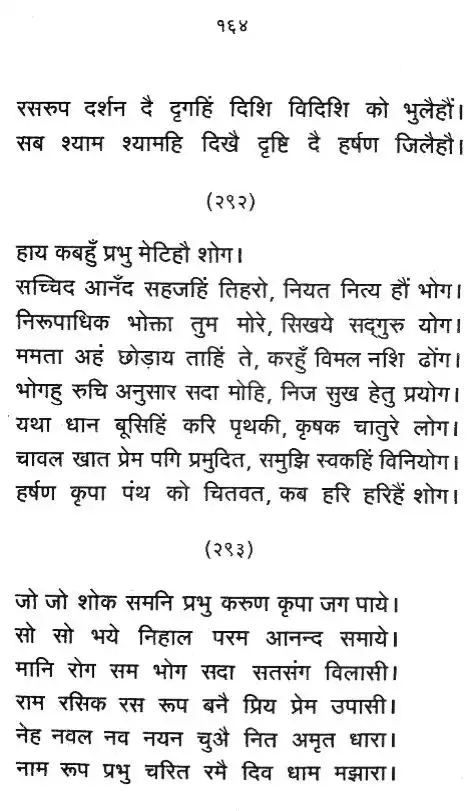 १६४
रसरुप दर्शन दै दृगहिं दिशि विदिशि को भुलैहौं।
सब श्याम श्यामहि दिखै दृष्टि दै हर्षण जिलैहौ।
(२९२)
हाय कबहुँ प्रभु मेटिहौ शोग।
सच्चिद आनँद सहजहिं तिहरो, नियत नित्य हौं भोग।
निरूपाधिक भोक्ता तुम मोरे, सिखये सद्‌गुरु योग।
ममता अहं छोड़ाय ताहिं ते, करहुँ विमल नशि ढोंग।
भोगहु रुचि अनुसार सदा मोहि, निज सुख हेतु प्रयोग।
यथा धान बूसिहिं करि पृथकी, कृषक चातुरे लोग।
चावल खात प्रेम पगि प्रमुदित, समुझि स्वकहिं विनियोग।
हर्षण कृपा पंथ को चितवत, कब हरि हरिहैं शोग।
(२९३)
जो जो शोक समनि प्रभु करुण कृपा जग पाये।
सो सो भये निहाल परम आनन्द समाये।
मानि रोग सम भोग सदा सतसंग विलासी।
राम रसिक रस रूप बनै प्रिय प्रेम उपासी।
नेह नवल नव नयन चुअै नित अमृत धारा।
नाम रूप प्रभु चरित रमै दिव धाम मझारा।